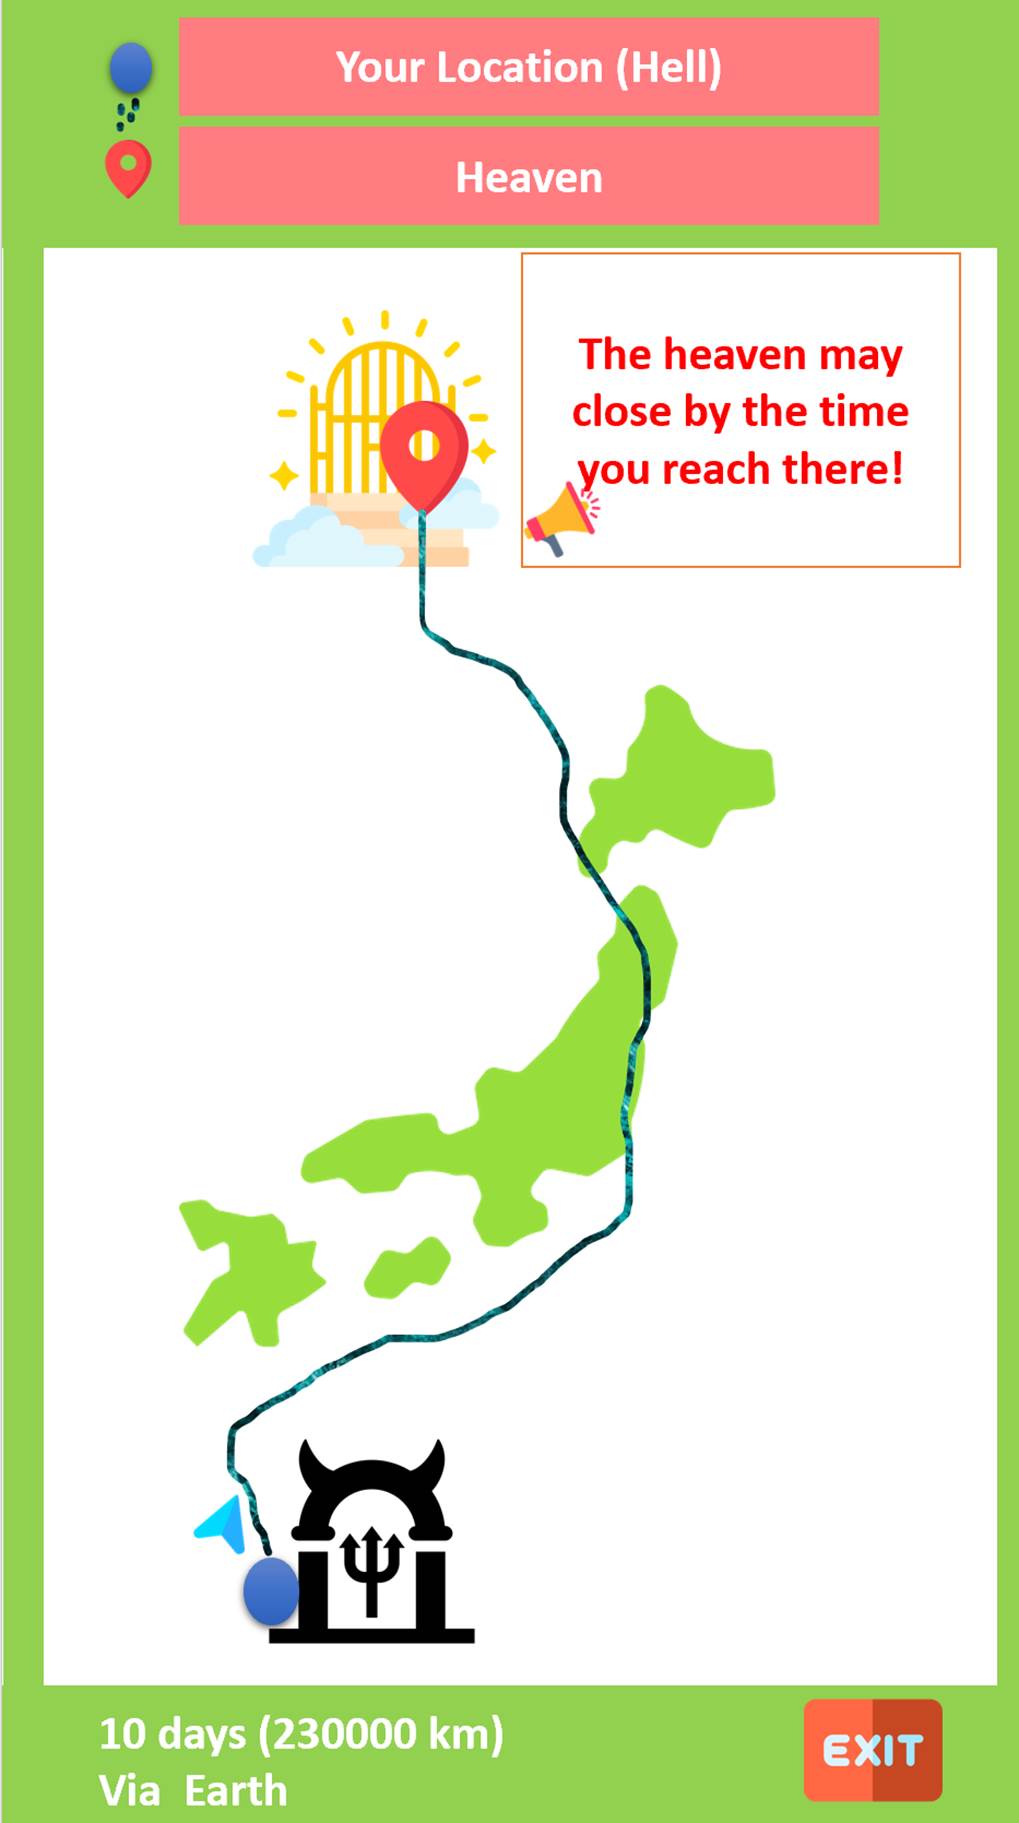 Your Location (Hell)
Heaven
The heaven may
close by the time
you reach there!
10 days (230000 km)
Via  Earth
EXIT